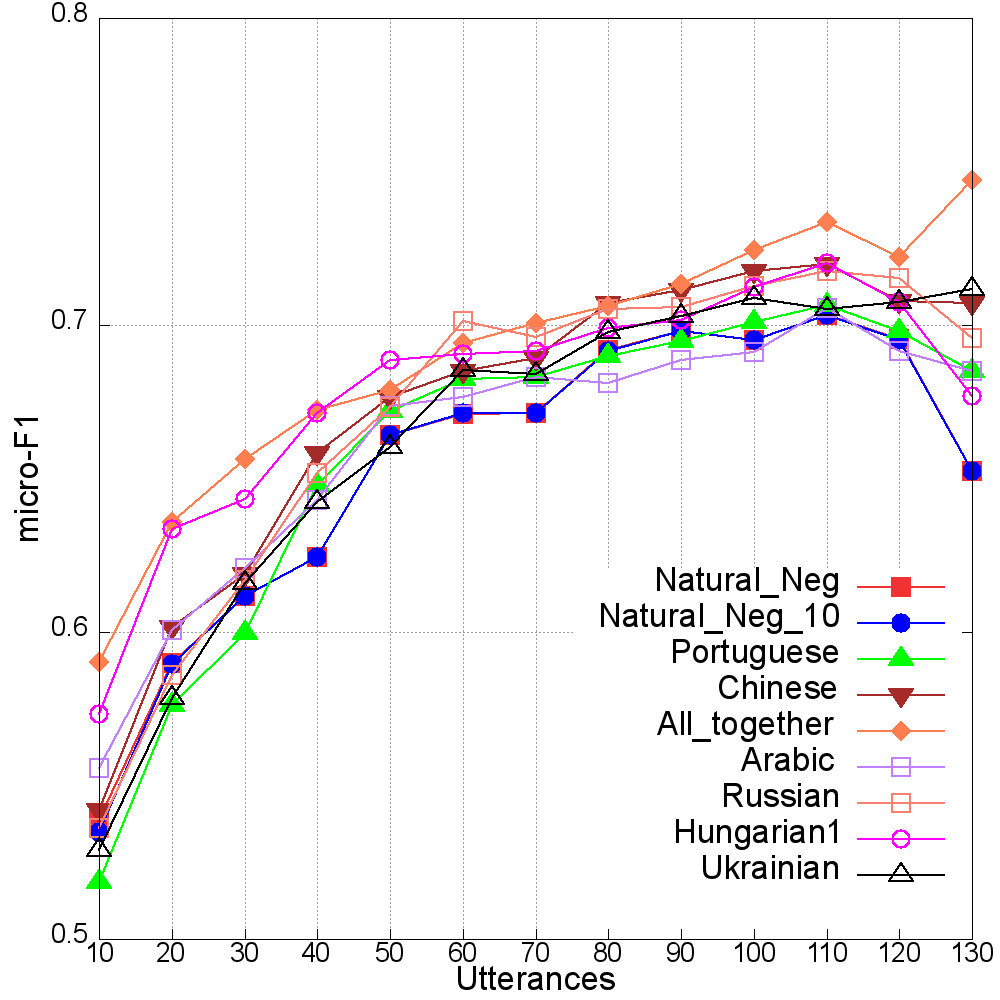 0.8
0.7
0.6
0.5
micro-F1
Natural_Neg
Natural_Neg_10
Portuguese
Chinese
All_together
Arabic
Russian
Hungarian1
Ukrainian
10 20 30 40 50 60 70 80 90 100 110 120 130
Utterances